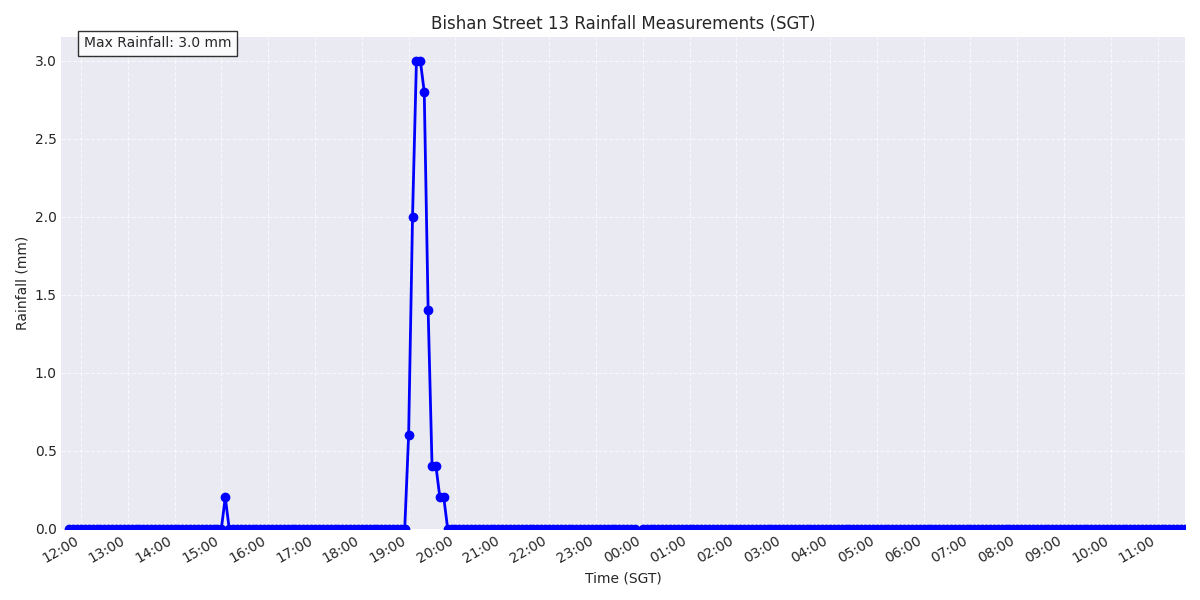 Bishan Street 13 Rainfall Measurements (SGT)
Max Rainfall: 3.0 mm
3.0
2.5
2.0
1.5
1.0
0.5
0.0
Rainfall (mm)
12:00 13:00 14:00 15:00 16:00 17:00 18:00 19:00 20:00 21:00 22:00 23:00 00:00 01:00 02:00 03:00 04:00 05:00 06:00 07:00 08:00 09:00 10:00 11:00
Time (SGT)